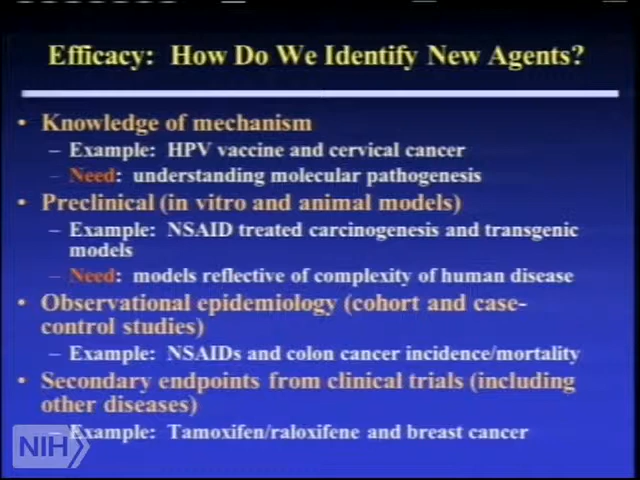 Efficacy: How Do We Identify New Agents?
• Knowledge of mechanism
– Example: HPV vaccine and cervical cancer
– Need: understanding molecular pathogenesis
• Preclinical (in vitro and animal models)
– Example: NSAID treated carcinogenesis and transgenic
models
– Need: models reflective of complexity of human disease
• Observational epidemiology (cohort and case-
control studies)
– Example: NSAIDs and colon cancer incidence/mortality
• Secondary endpoints from clinical trials (including
other diseases)
– Example: Tamoxifen/raloxifene and breast cancer
NIH